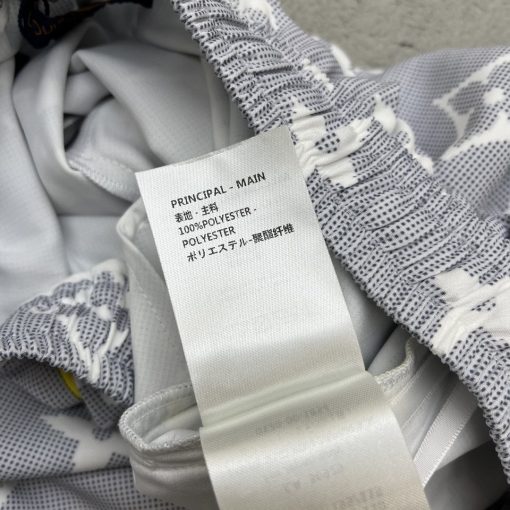 PRINCIPAL - MAIN
表地 - 主料
100%POLYESTER -
POLYESTER
ポリエステル-聚酯纤维